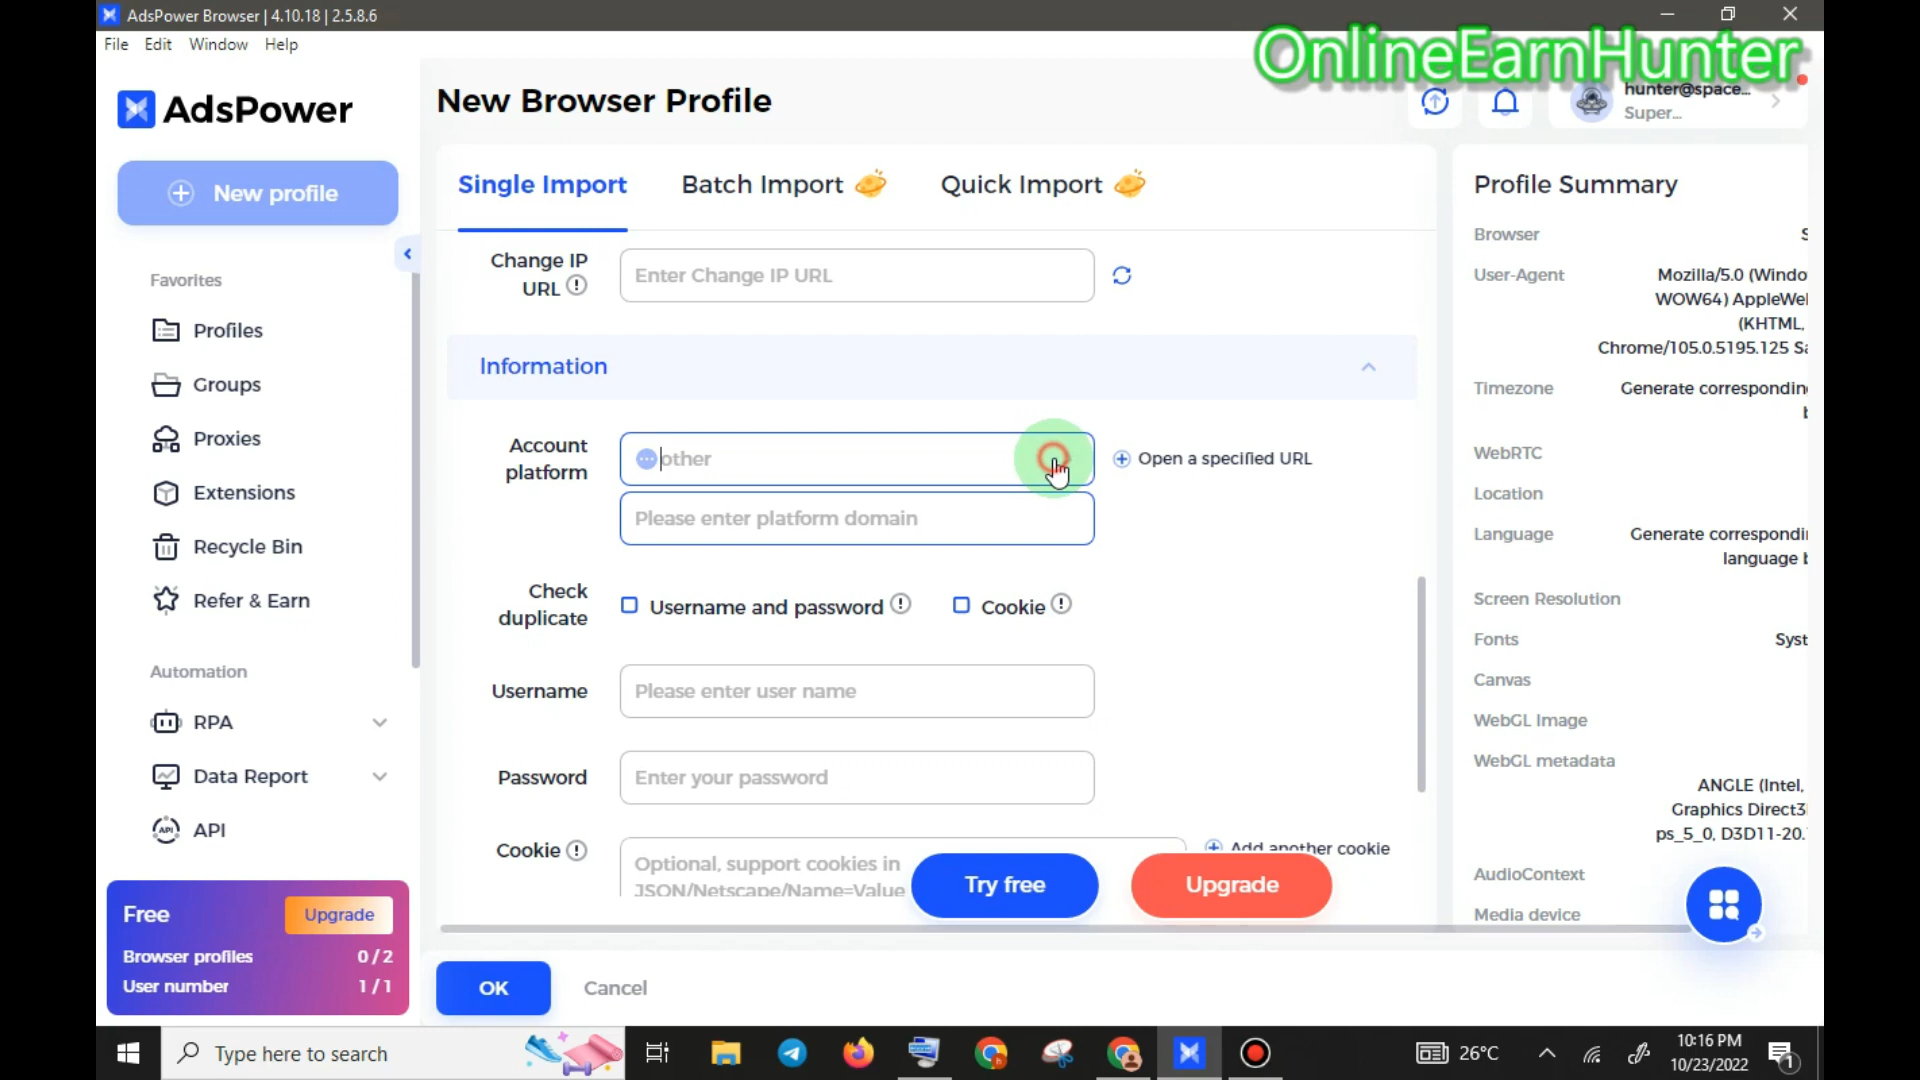 AdsPower Browser | 4.10.18 | 2.5.8.6
File Edit Window Help
OnlineEarnHunter
AdsPower
New Browser Profile
hunter@space...
Super...
New profile
Single Import
Batch Import
Quick Import
Profile Summary
Favorites
Profiles
Groups
Proxies
Extensions
Recycle Bin
Refer & Earn
Automation
RPA
Data Report
API
Free
Upgrade
Browser profiles 0 / 2
User number 1 / 1
Change IP
URL
Enter Change IP URL
Information
Account
platform
other
Open a specified URL
Please enter platform domain
Check
duplicate
Username and password
Cookie
Username
Please enter user name
Password
Enter your password
Cookie
Optional, support cookies in
JSON/Netscape/Name=Value
Add another cookie
Try free
Upgrade
OK
Cancel
Browser S
User-Agent
Mozilla/5.0 (Windo
WOW64) AppleWel
(KHTML,
Chrome/105.0.5195.125 Sa
Timezone
Generate correspondin
WebRTC
Location
Language
Generate correspondi
language b
Screen Resolution
Fonts Syst
Canvas
WebGL Image
WebGL metadata
ANGLE (Intel,
Graphics Direct3
ps_5_0, D3D11-20.
AudioContext
Media device
Type here to search
26°C
10:16 PM
10/23/2022
1